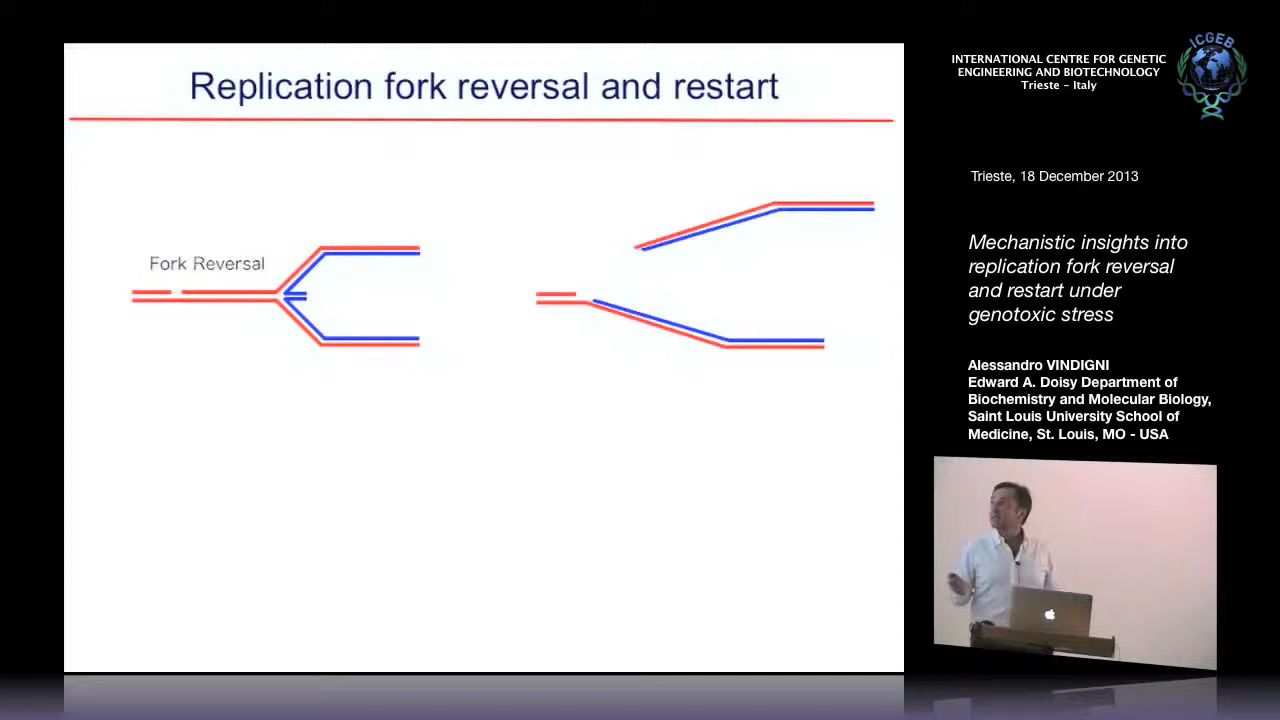 Replication fork reversal and restart
Fork Reversal
INTERNATIONAL CENTRE FOR GENETIC
ENGINEERING AND BIOTECHNOLOGY
Trieste - Italy
ICGEB
Trieste, 18 December 2013
Mechanistic insights into
replication fork reversal
and restart under
genotoxic stress
Alessandro VINDIGNI
Edward A. Doisy Department of
Biochemistry and Molecular Biology,
Saint Louis University School of
Medicine, St. Louis, MO - USA